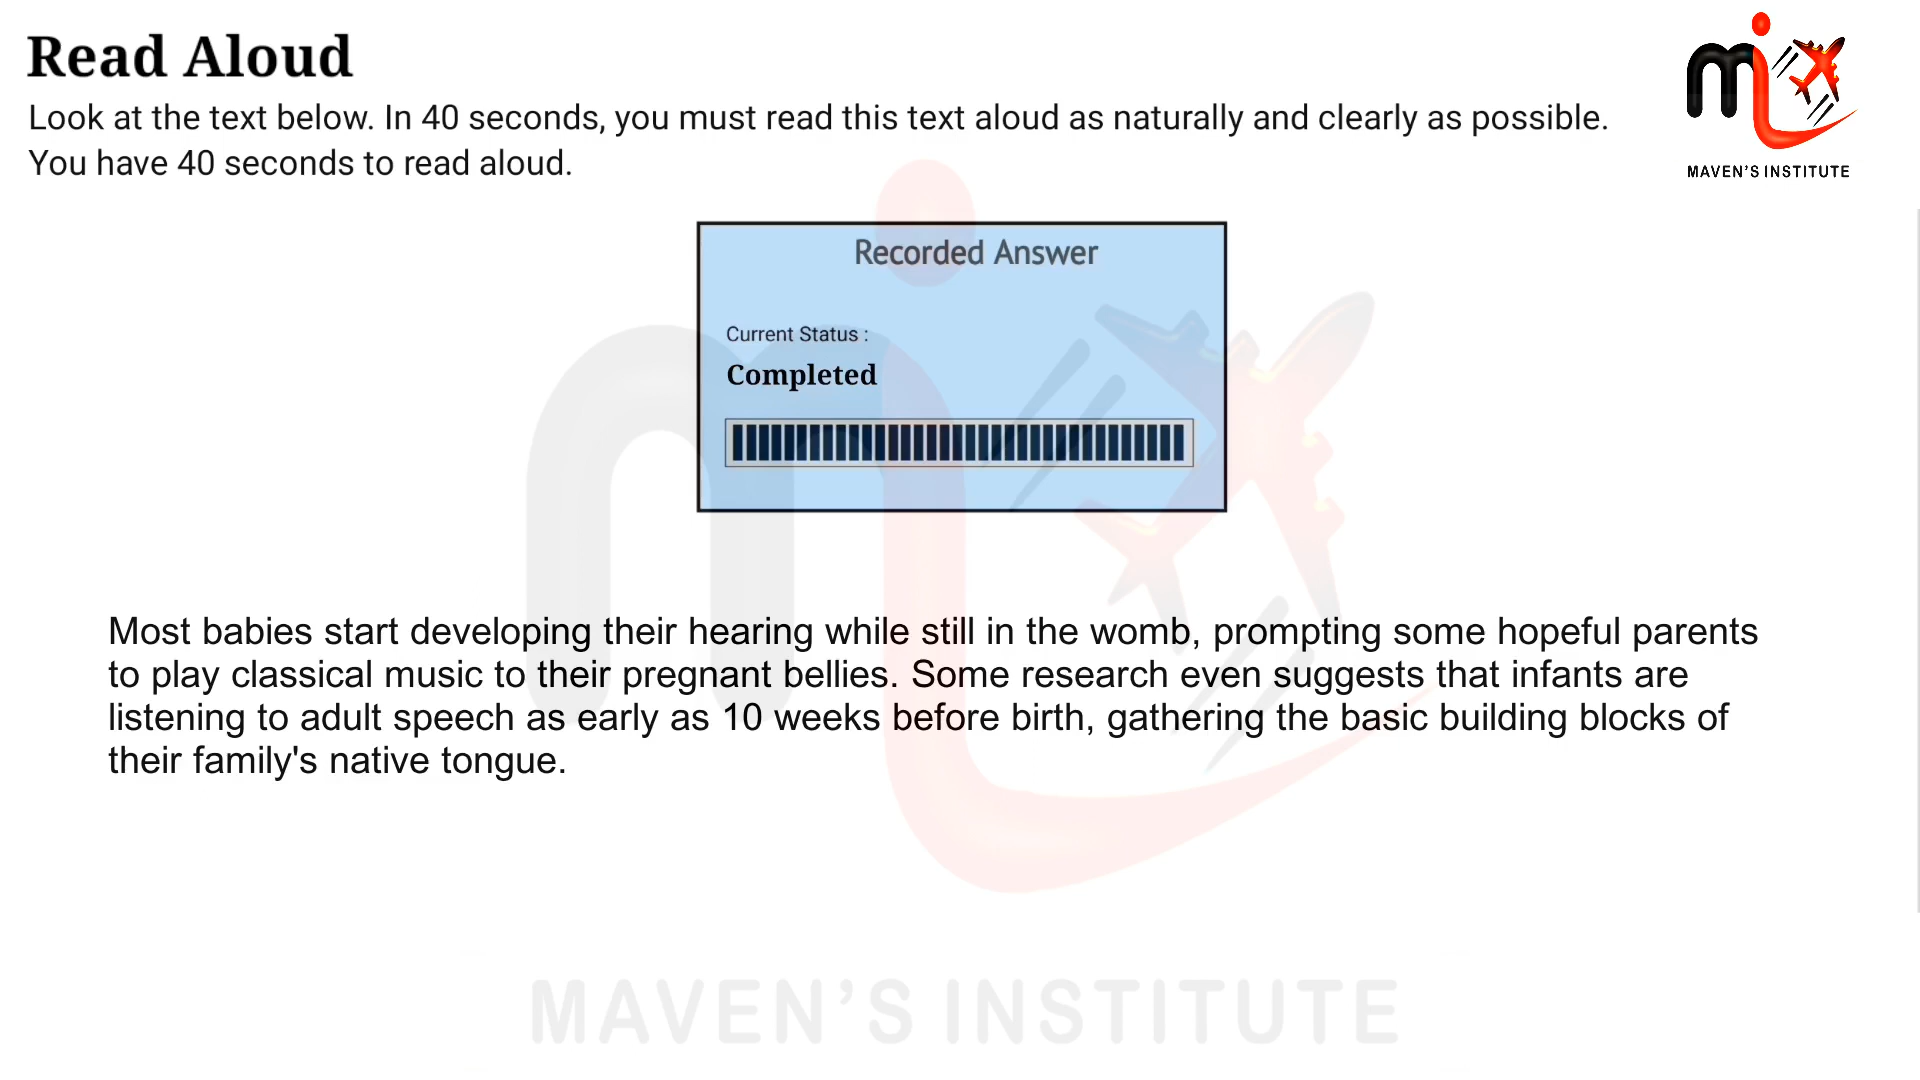 Read Aloud
Look at the text below. In 40 seconds, you must read this text aloud as naturally and clearly as possible.
You have 40 seconds to read aloud.
mi
MAVEN'S INSTITUTE
Recorded Answer
Current Status :
Completed
Most babies start developing their hearing while still in the womb, prompting some hopeful parents
to play classical music to their pregnant bellies. Some research even suggests that infants are
listening to adult speech as early as 10 weeks before birth, gathering the basic building blocks of
their family's native tongue.
MAVEN'S INSTITUTE